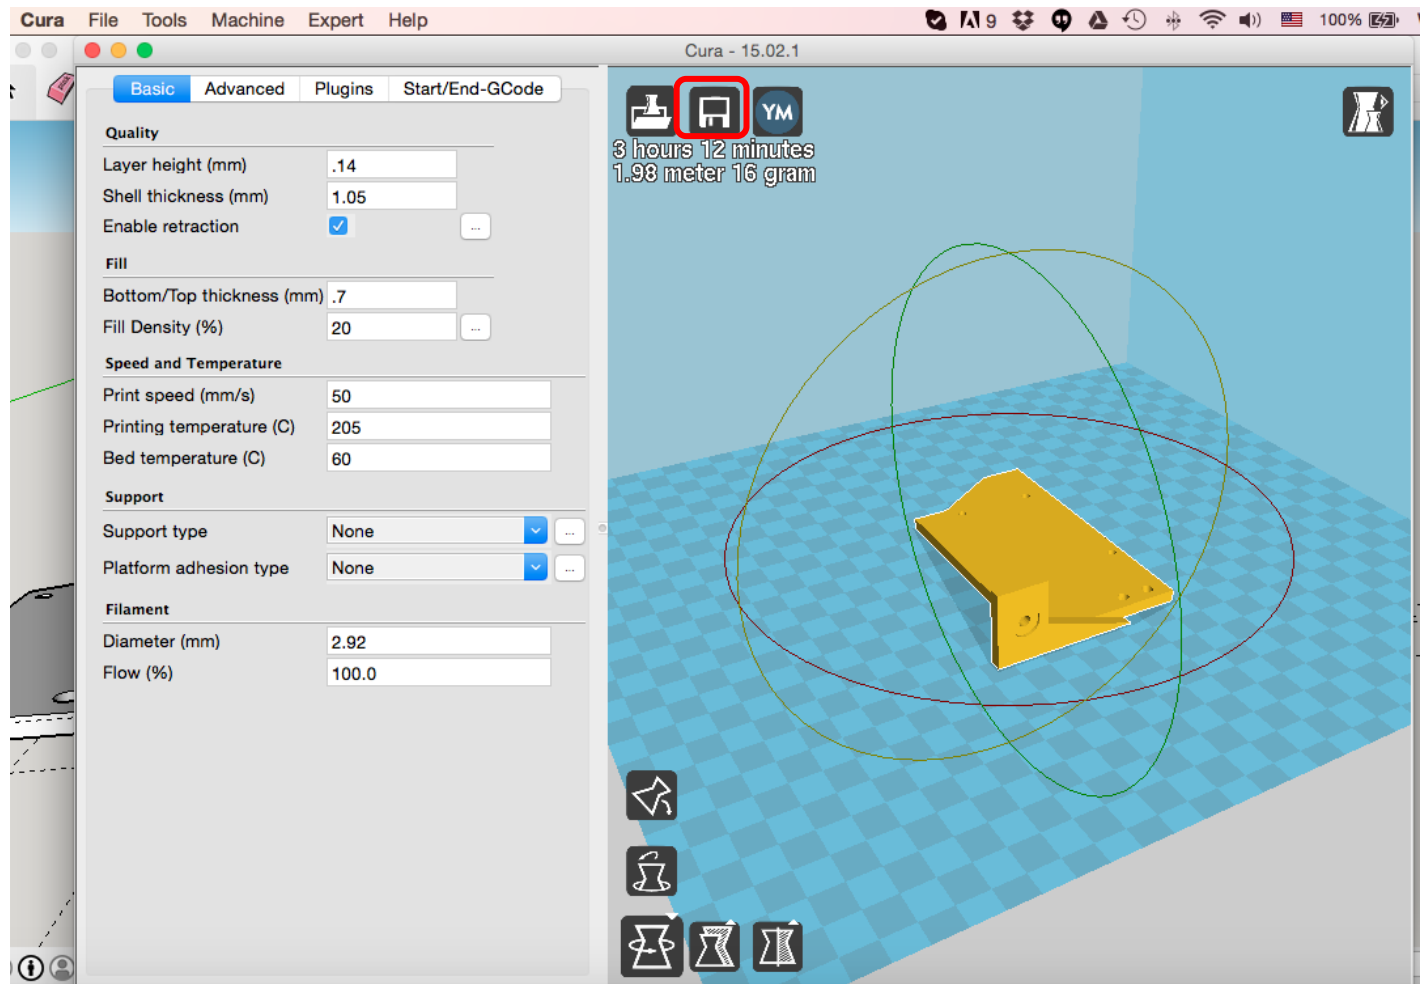 Cura File Tools Machine Expert Help 9 100%
Cura - 15.02.1
Basic Advanced Plugins Start/End-GCode
Quality
Layer height (mm) .14
Shell thickness (mm) 1.05
Enable retraction ...
Fill
Bottom/Top thickness (mm) .7
Fill Density (%) 20 ...
Speed and Temperature
Print speed (mm/s) 50
Printing temperature (C) 205
Bed temperature (C) 60
Support
Support type None ...
Platform adhesion type None ...
Filament
Diameter (mm) 2.92
Flow (%) 100.0
YM
3 hours 12 minutes
1.98 meter 16 gram